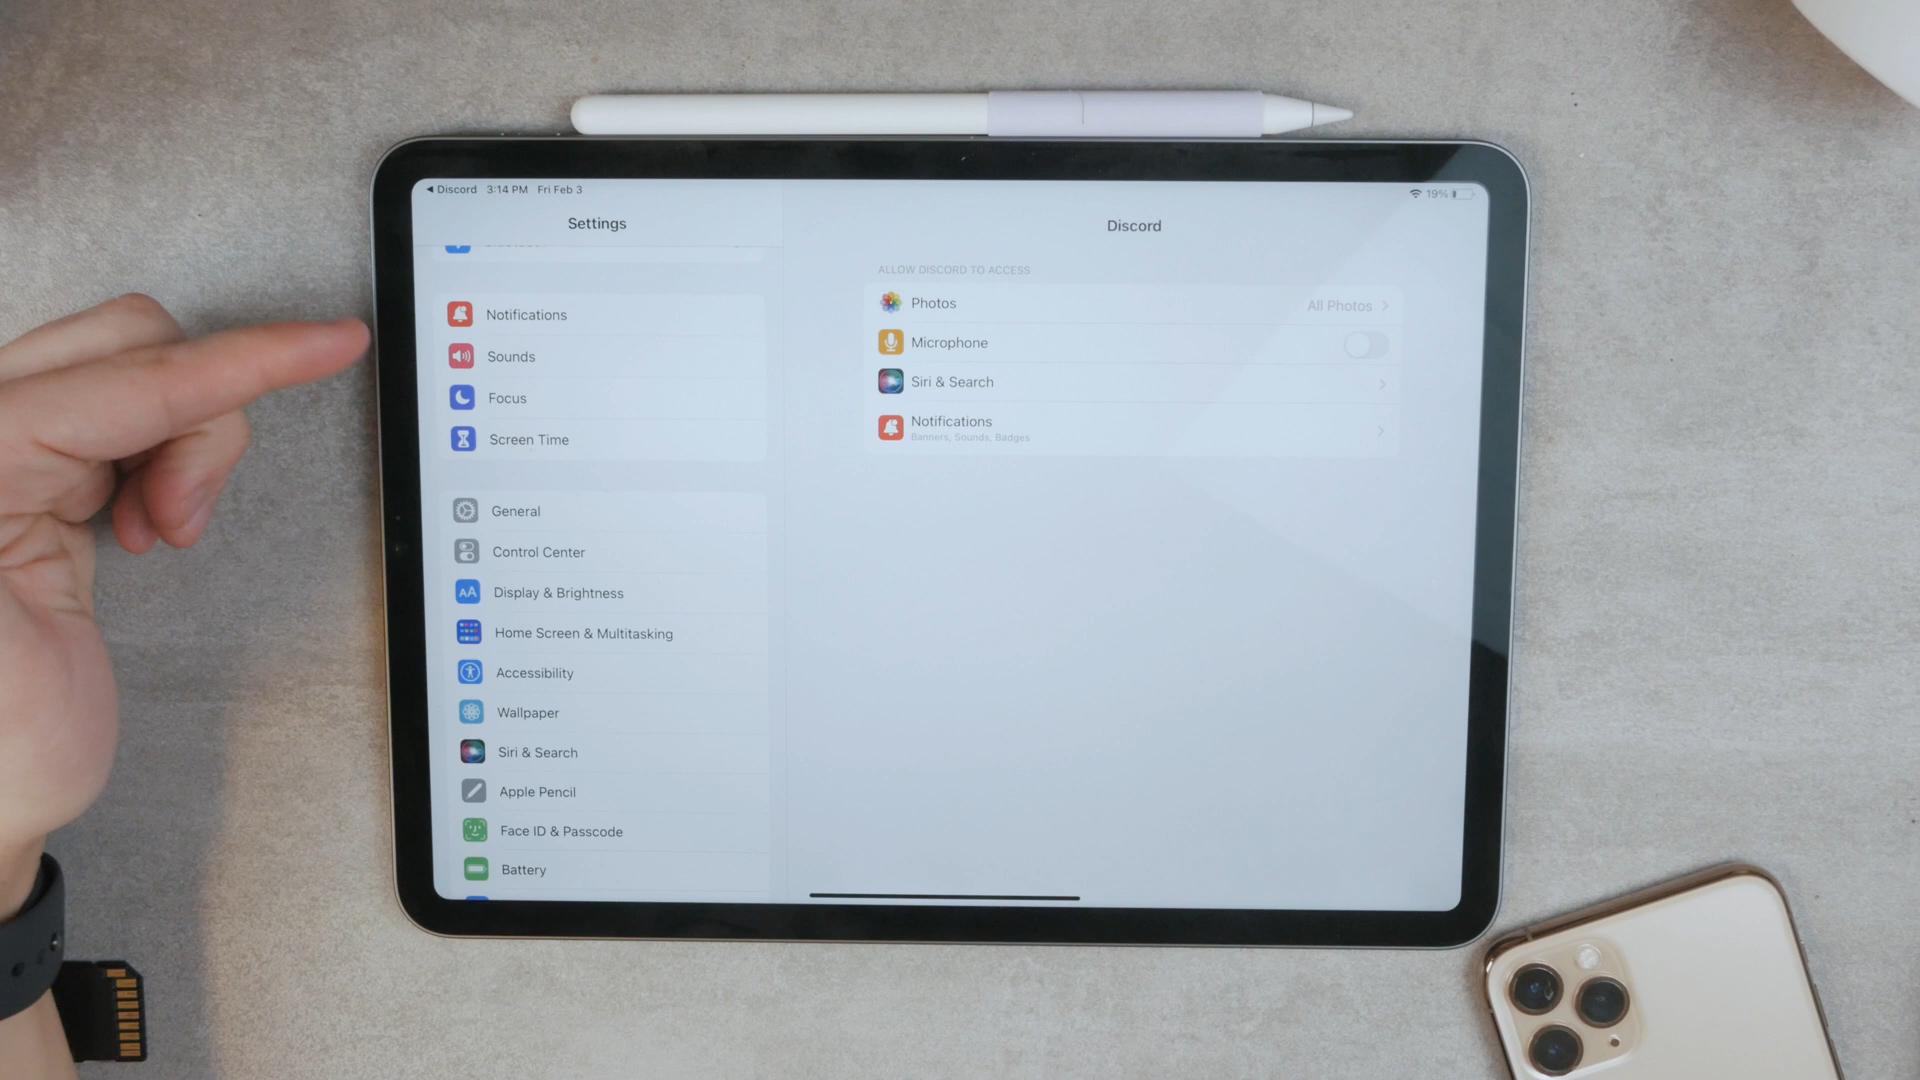 ◀ Discord 3:14 PM Fri Feb 3
19%
Settings
Notifications
Sounds
Focus
Screen Time
General
Control Center
AA Display & Brightness
Home Screen & Multitasking
Accessibility
Wallpaper
Siri & Search
Apple Pencil
Face ID & Passcode
Battery
Discord
ALLOW DISCORD TO ACCESS
Photos All Photos
Microphone
Siri & Search
Notifications
Banners, Sounds, Badges